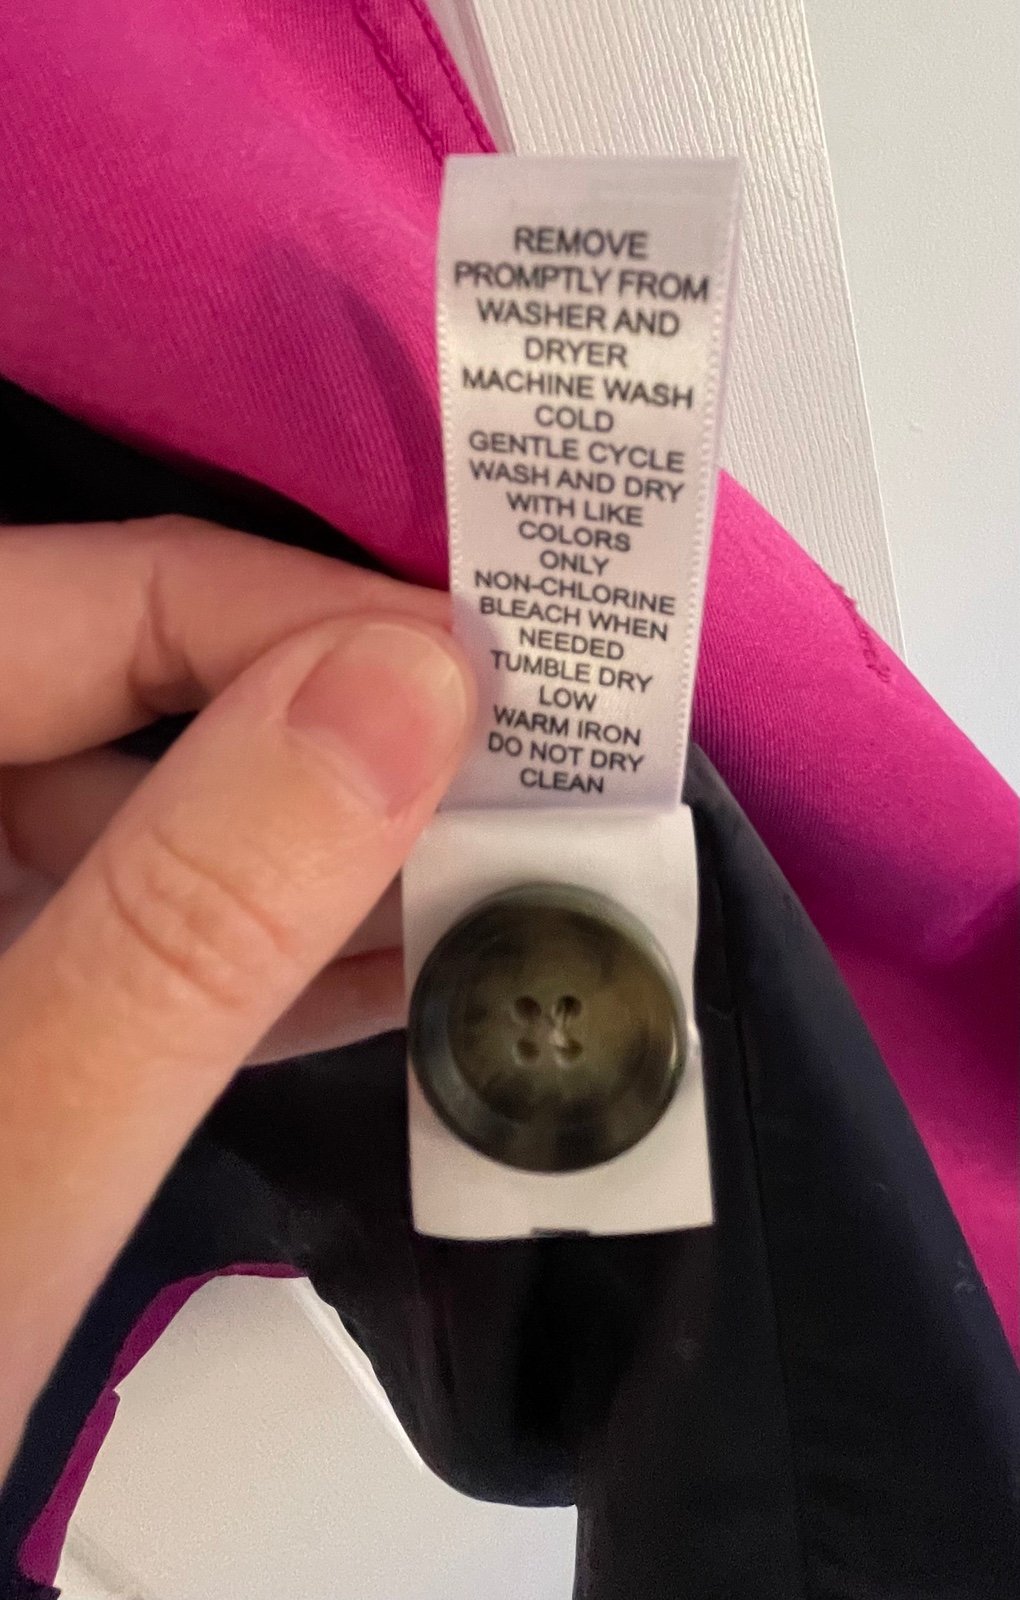 REMOVE
PROMPTLY FROM
WASHER AND
DRYER
MACHINE WASH
COLD
GENTLE CYCLE
WASH AND DRY
WITH LIKE
COLORS
ONLY
NON-CHLORINE
BLEACH WHEN
NEEDED
TUMBLE DRY
LOW
WARM IRON
DO NOT DRY
CLEAN